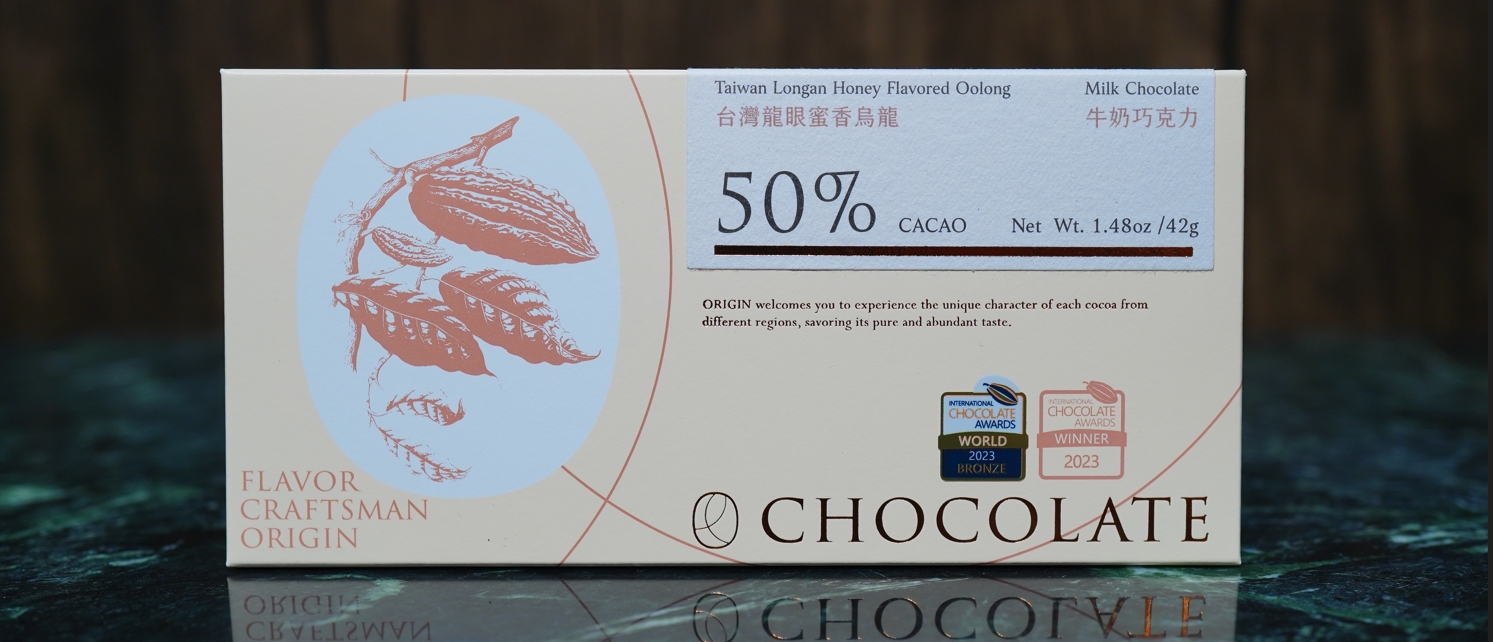 Taiwan Longan Honey Flavored Oolong
Milk Chocolate
台灣龍眼蜜香烏龍
牛奶巧克力
50% CACAO
Net Wt. 1.48oz /42g
ORIGIN welcomes you to experience the unique character of each cocoa from
different regions, savoring its pure and abundant taste.
INTERNATIONAL
CHOCOLATE
AWARDS
WORLD
2023
BRONZE
INTERNATIONAL
CHOCOLATE
AWARDS
WINNER
2023
FLAVOR
CRAFTSMAN
ORIGIN
CHOCOLATE